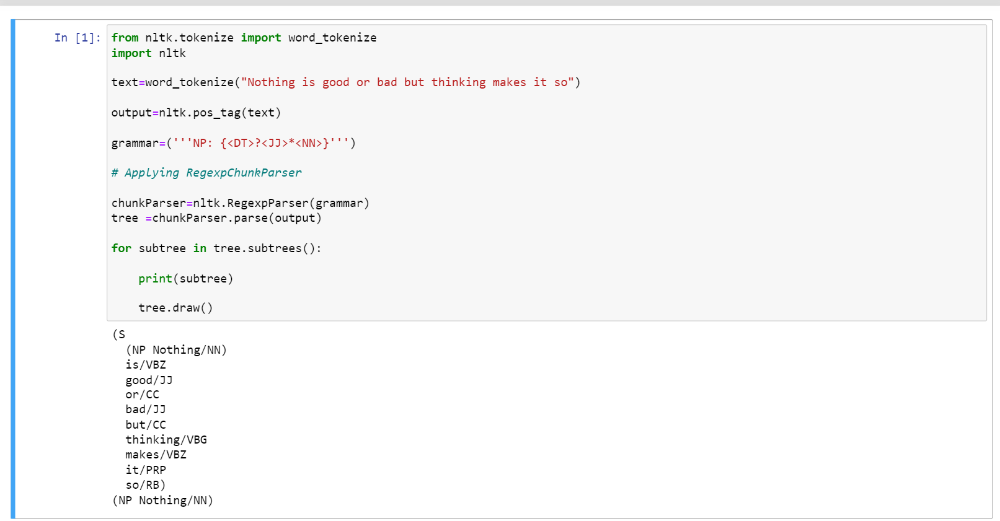 In [1]: from nltk.tokenize import word_tokenize
import nltk
text=word_tokenize("Nothing is good or bad but thinking makes it so")
output=nltk.pos_tag(text)
grammar=('''NP: {<DT>?<JJ>*<NN>}''')
# Applying RegexpChunkParser
chunkParser=nltk.RegexpParser(grammar)
tree =chunkParser.parse(output)
for subtree in tree.subtrees():
    print(subtree)
    tree.draw()
(S
  (NP Nothing/NN)
  is/VBZ
  good/JJ
  or/CC
  bad/JJ
  but/CC
  thinking/VBG
  makes/VBZ
  it/PRP
  so/RB)
(NP Nothing/NN)